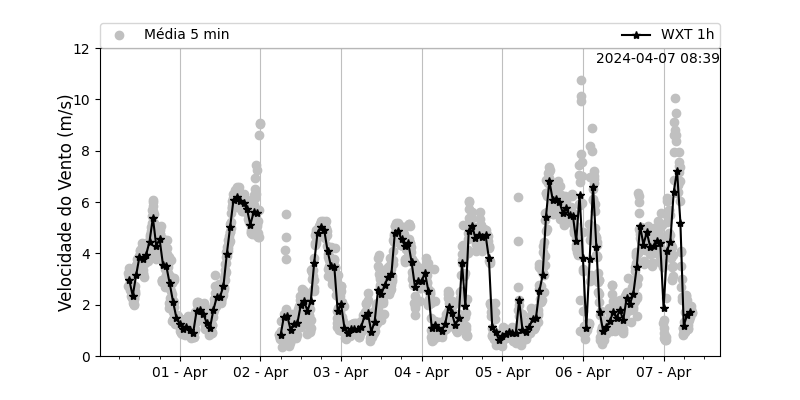 Média 5 min
WXT 1h
2024-04-07 08:39
Velocidade do Vento (m/s)
12
10
8
6
4
2
0
01 - Apr
02 - Apr
03 - Apr
04 - Apr
05 - Apr
06 - Apr
07 - Apr